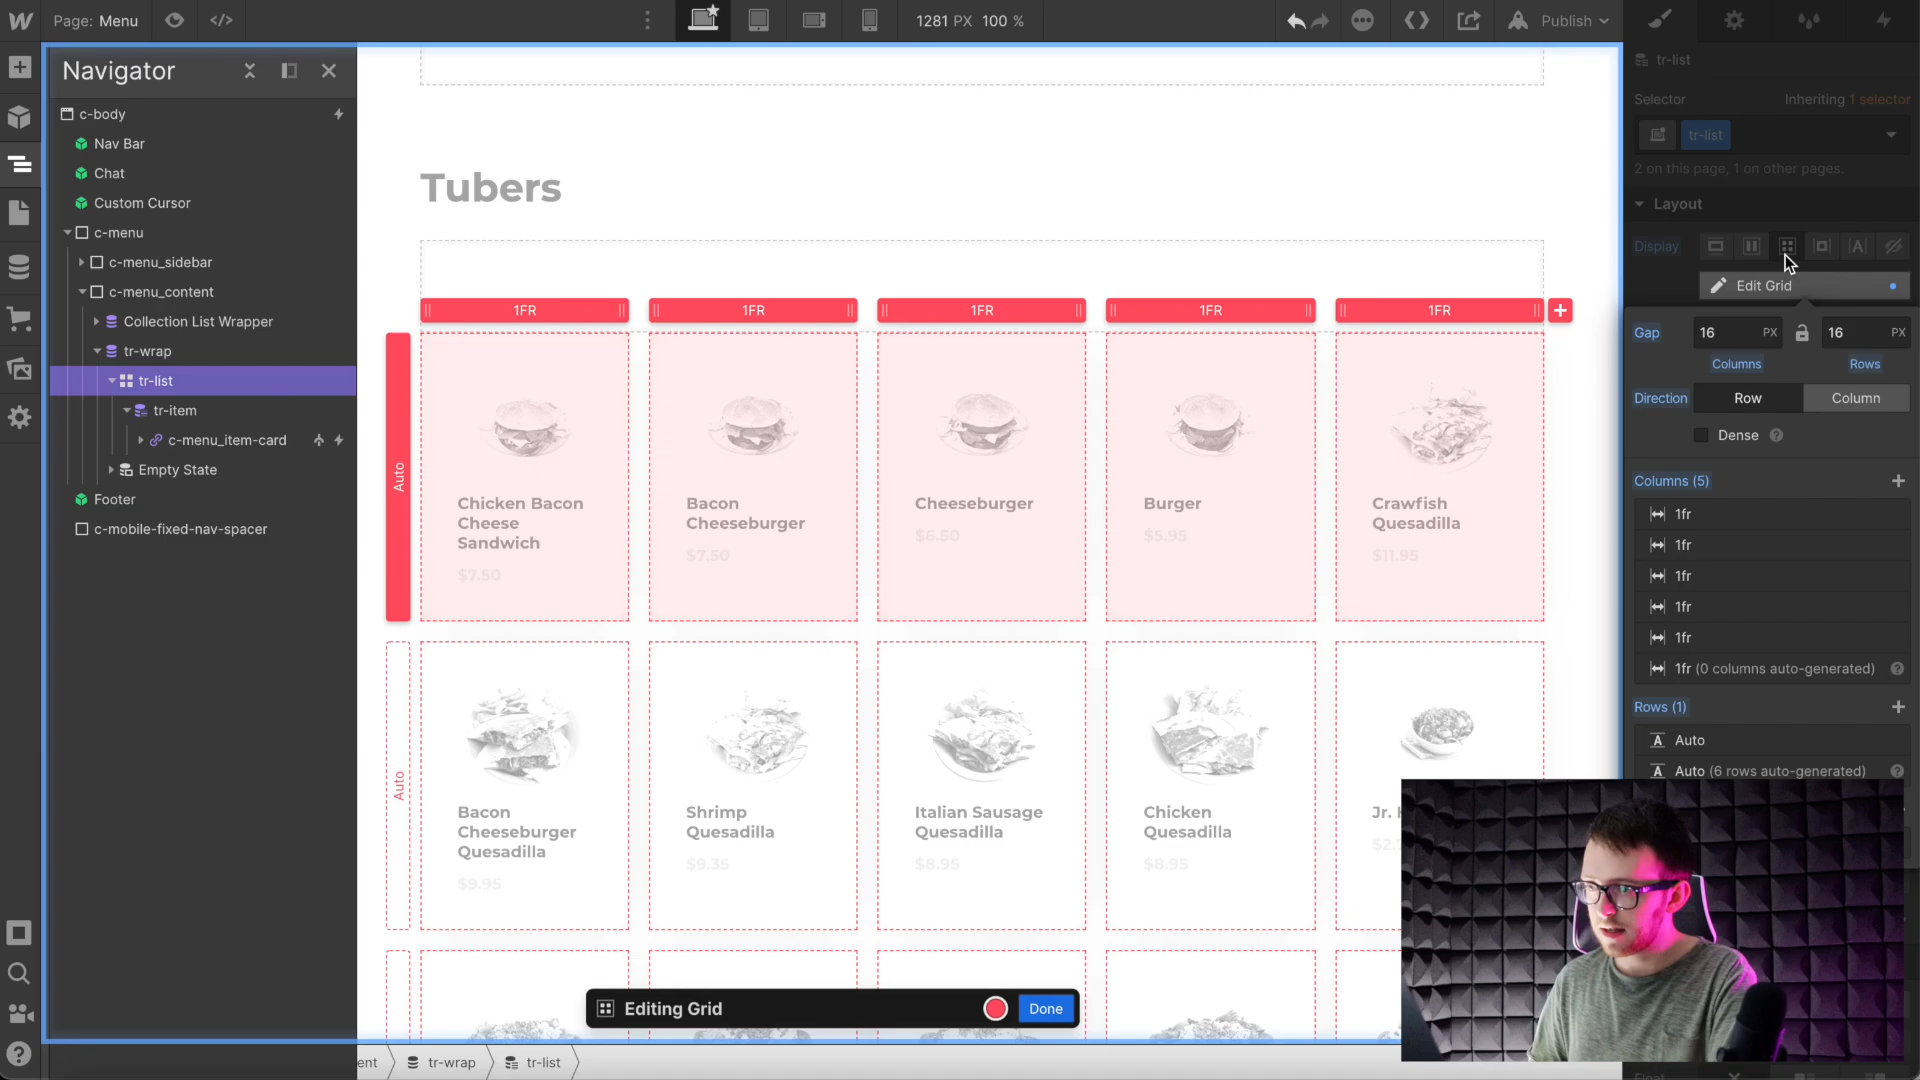 Page: Menu
</>
1281 PX 100 %
Publish
Navigator
c-body
Nav Bar
Chat
Custom Cursor
c-menu
c-menu_sidebar
c-menu_content
Collection List Wrapper
tr-wrap
tr-list
tr-item
c-menu_item-card
Empty State
Footer
c-mobile-fixed-nav-spacer
Tubers
1FR 1FR 1FR 1FR 1FR
Auto
Chicken Bacon
Cheese
Sandwich
$7.50
Bacon
Cheeseburger
$7.50
Cheeseburger
$6.50
Burger
$5.95
Crawfish
Quesadilla
$11.95
Auto
Bacon
Cheeseburger
Quesadilla
$9.95
Shrimp
Quesadilla
$9.35
Italian Sausage
Quesadilla
$8.95
Chicken
Quesadilla
$8.95
Jr.
$2.
Editing Grid
Done
ent
tr-wrap
tr-list
tr-list
Selector
Inheriting 1 selector
tr-list
2 on this page, 1 on other pages.
Layout
Display
Edit Grid
Gap
16 PX
16 PX
Columns
Rows
Direction
Row
Column
Dense
Columns (5)
1fr
1fr
1fr
1fr
1fr
1fr (0 columns auto-generated)
Rows (1)
Auto
Auto (6 rows auto-generated)